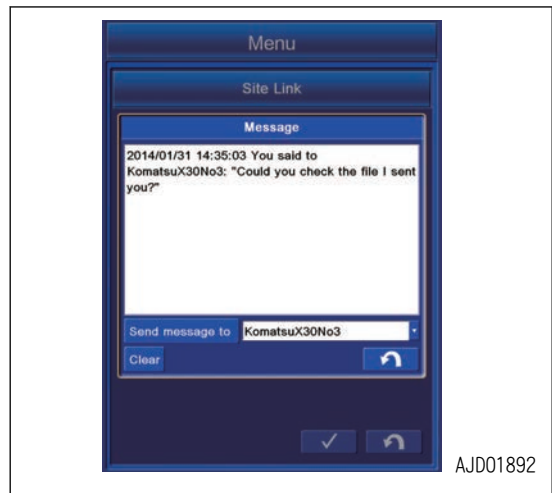 Menu
Site Link
Message
2014/01/31 14:35:03 You said to
KomatsuX30No3: "Could you check the file I sent
you?"
Send message to KomatsuX30No3
Clear
AJD01892